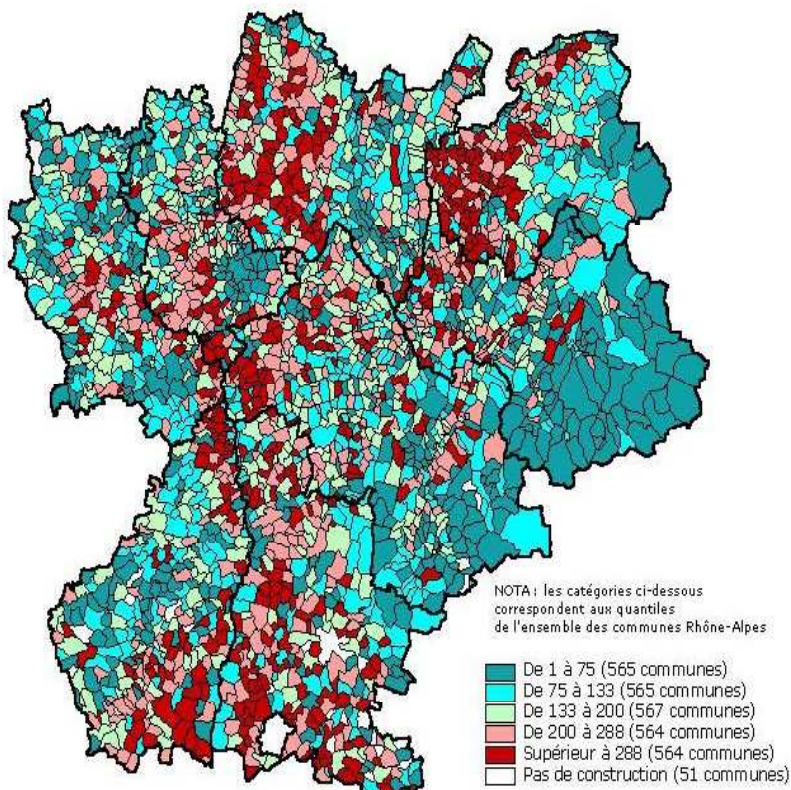 NOTA : les catégories ci-dessous
correspondent aux quantiles
de l'ensemble des communes Rhône-Alpes
De 1 à 75 (565 communes)
De 75 à 133 (565 communes)
De 133 à 200 (567 communes)
De 200 à 288 (564 communes)
Supérieur à 288 (564 communes)
Pas de construction (51 communes)